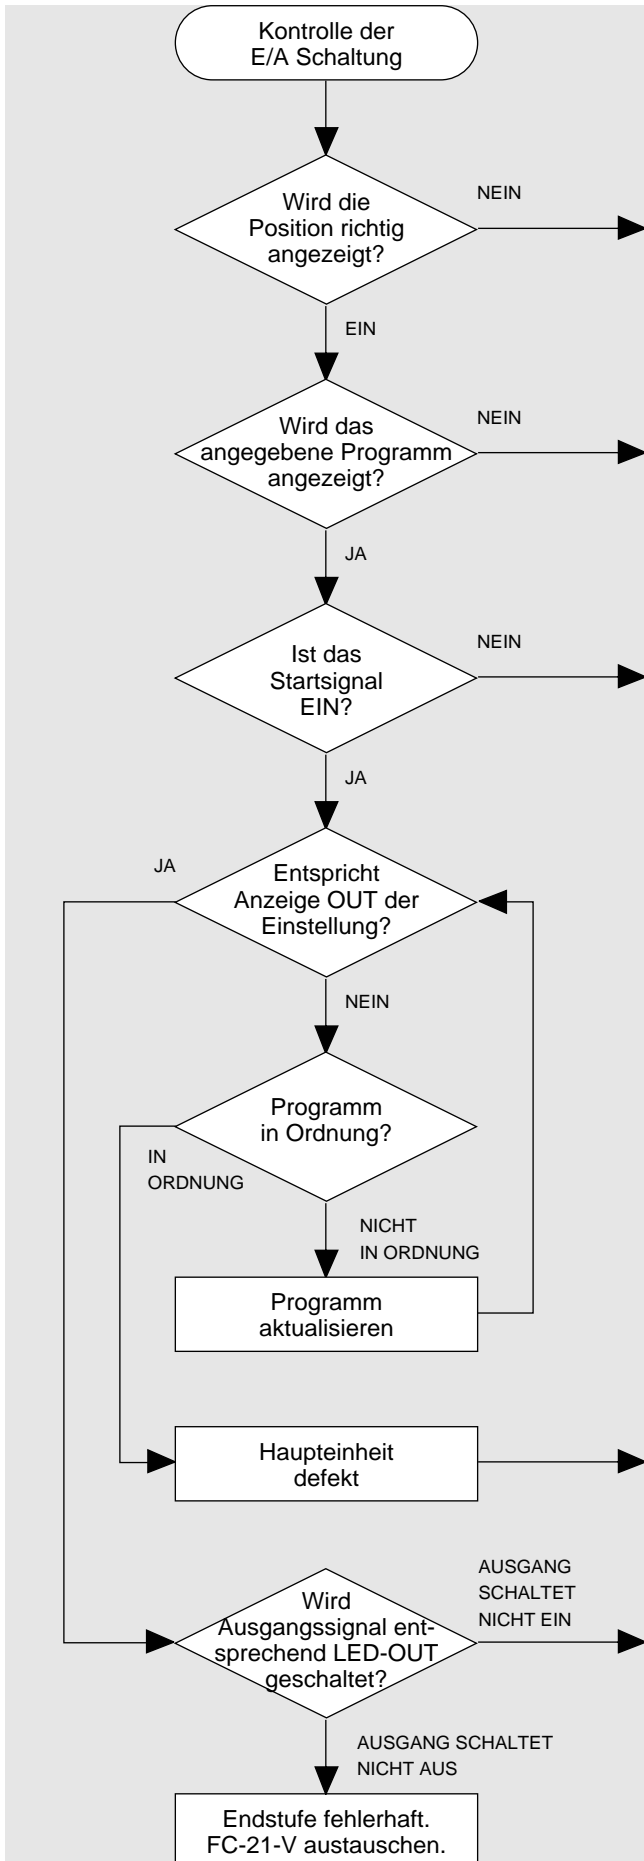 Kontrolle der
E/A Schaltung
Wird die
Position richtig
angezeigt?
NEIN
EIN
Wird das
angegebene Programm
angezeigt?
NEIN
JA
Ist das
Startsignal
EIN?
NEIN
JA
JA
Entspricht
Anzeige OUT der
Einstellung?
NEIN
Programm
in Ordnung?
IN
ORDNUNG
NICHT
IN ORDNUNG
Programm
aktualisieren
Haupteinheit
defekt
Wird
Ausgangssignal ent-
sprechend LED-OUT
geschaltet?
AUSGANG
SCHALTET
NICHT EIN
AUSGANG SCHALTET
NICHT AUS
Endstufe fehlerhaft.
FC-21-V austauschen.